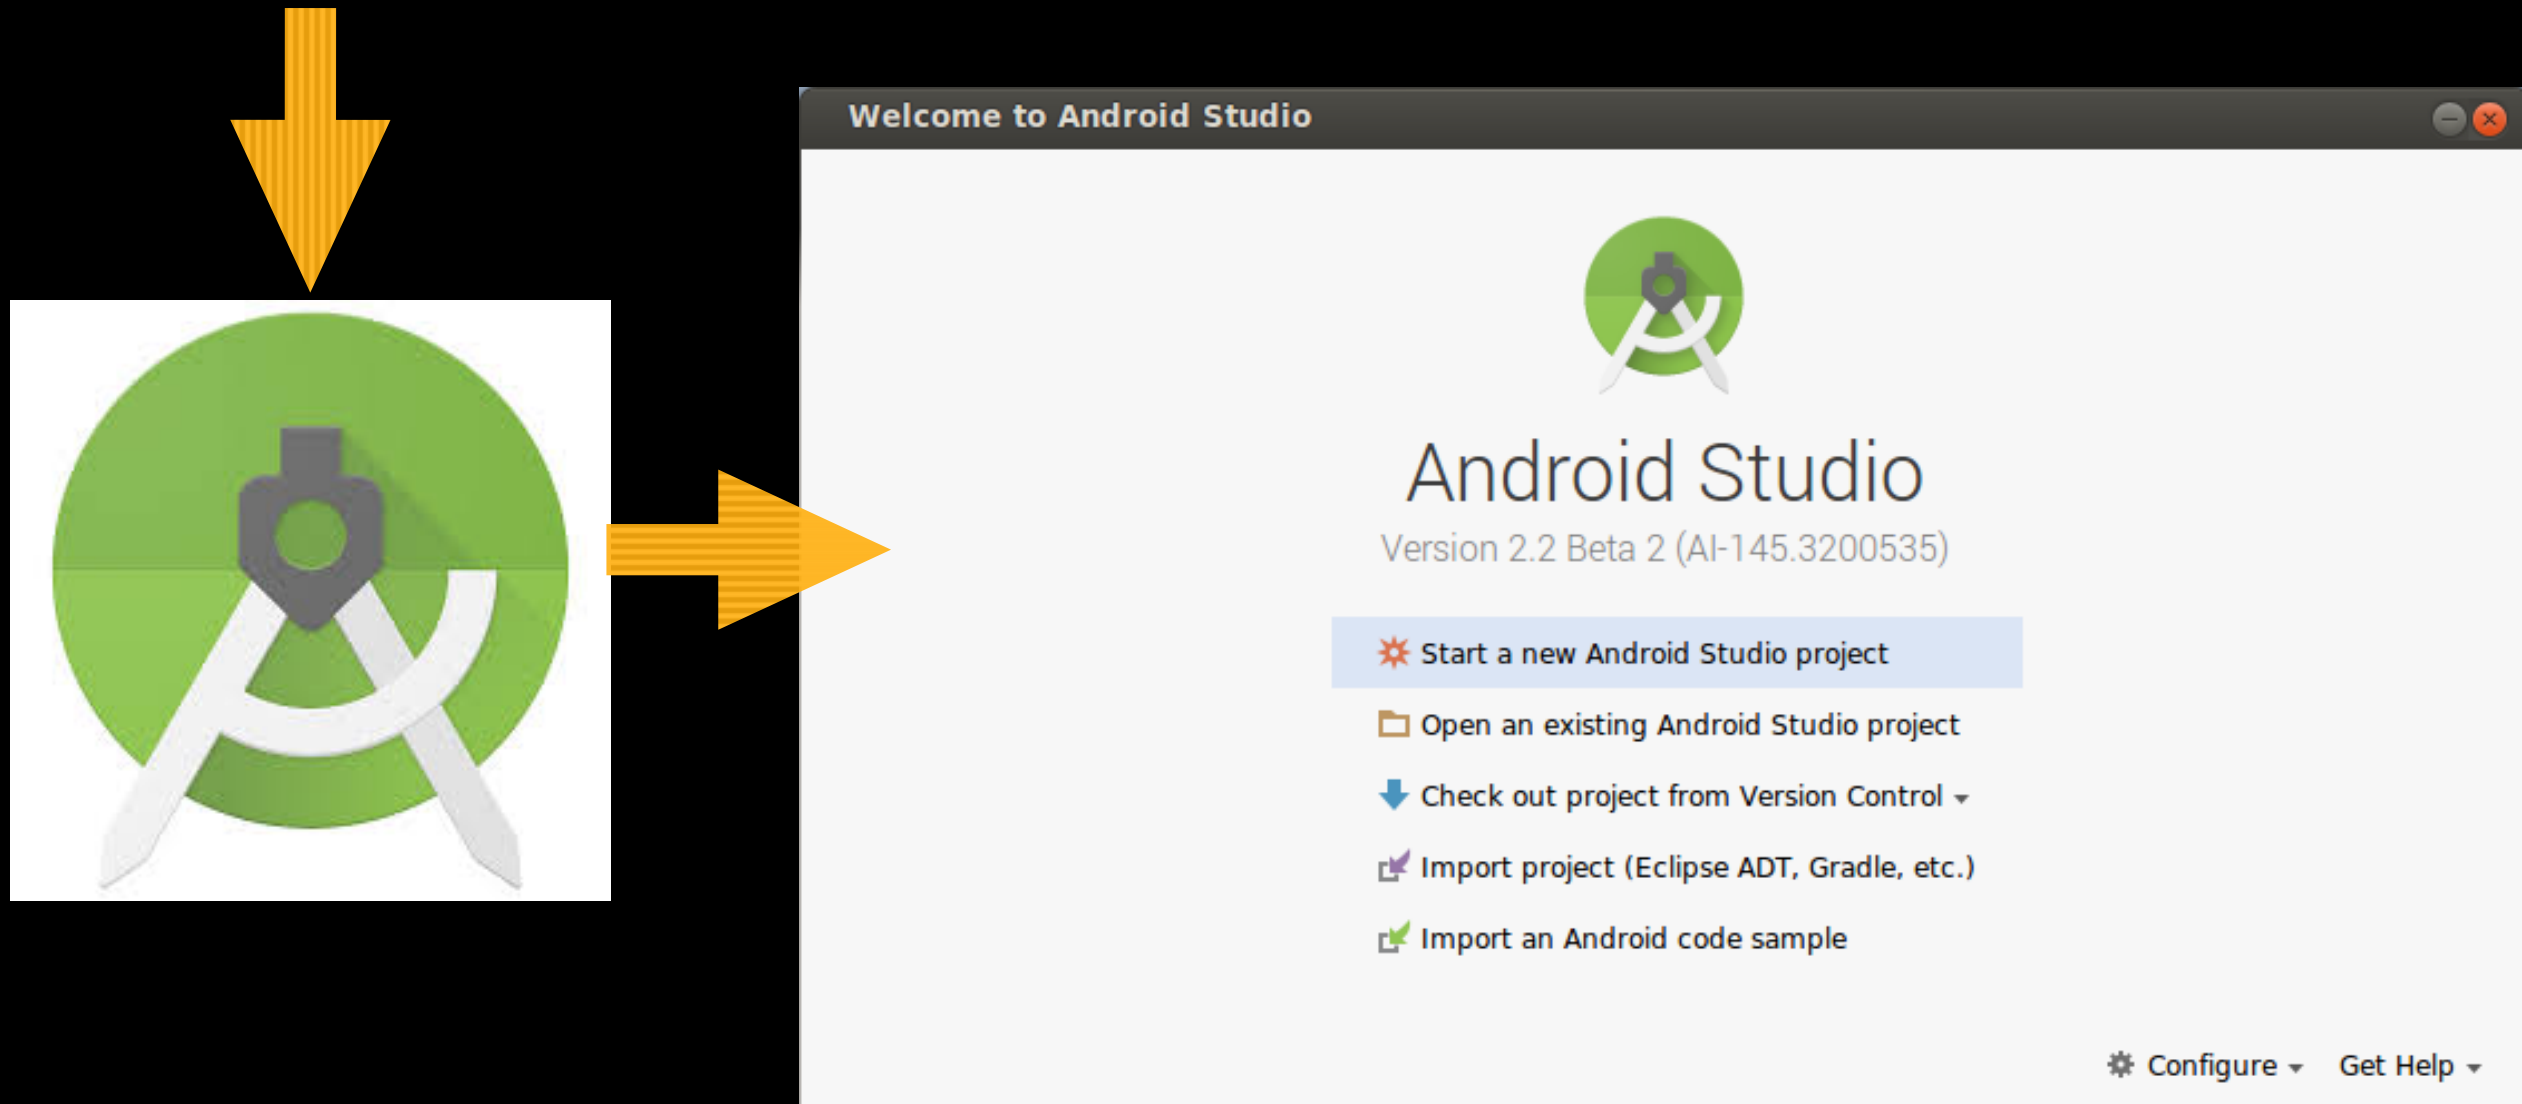 Welcome to Android Studio
Android Studio
Version 2.2 Beta 2 (AI-145.3200535)
Start a new Android Studio project
Open an existing Android Studio project
Check out project from Version Control
Import project (Eclipse ADT, Gradle, etc.)
Import an Android code sample
Configure Get Help